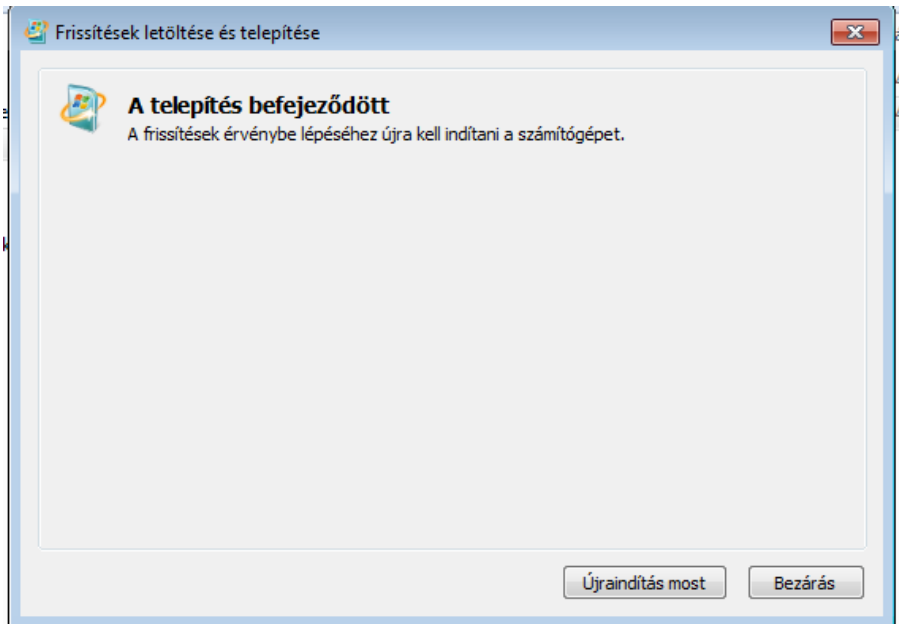 Frissítések letöltése és telepítése
A telepítés befejeződött
A frissítések érvénybe lépéséhez újra kell indítani a számítógépet.
Újraindítás most
Bezárás